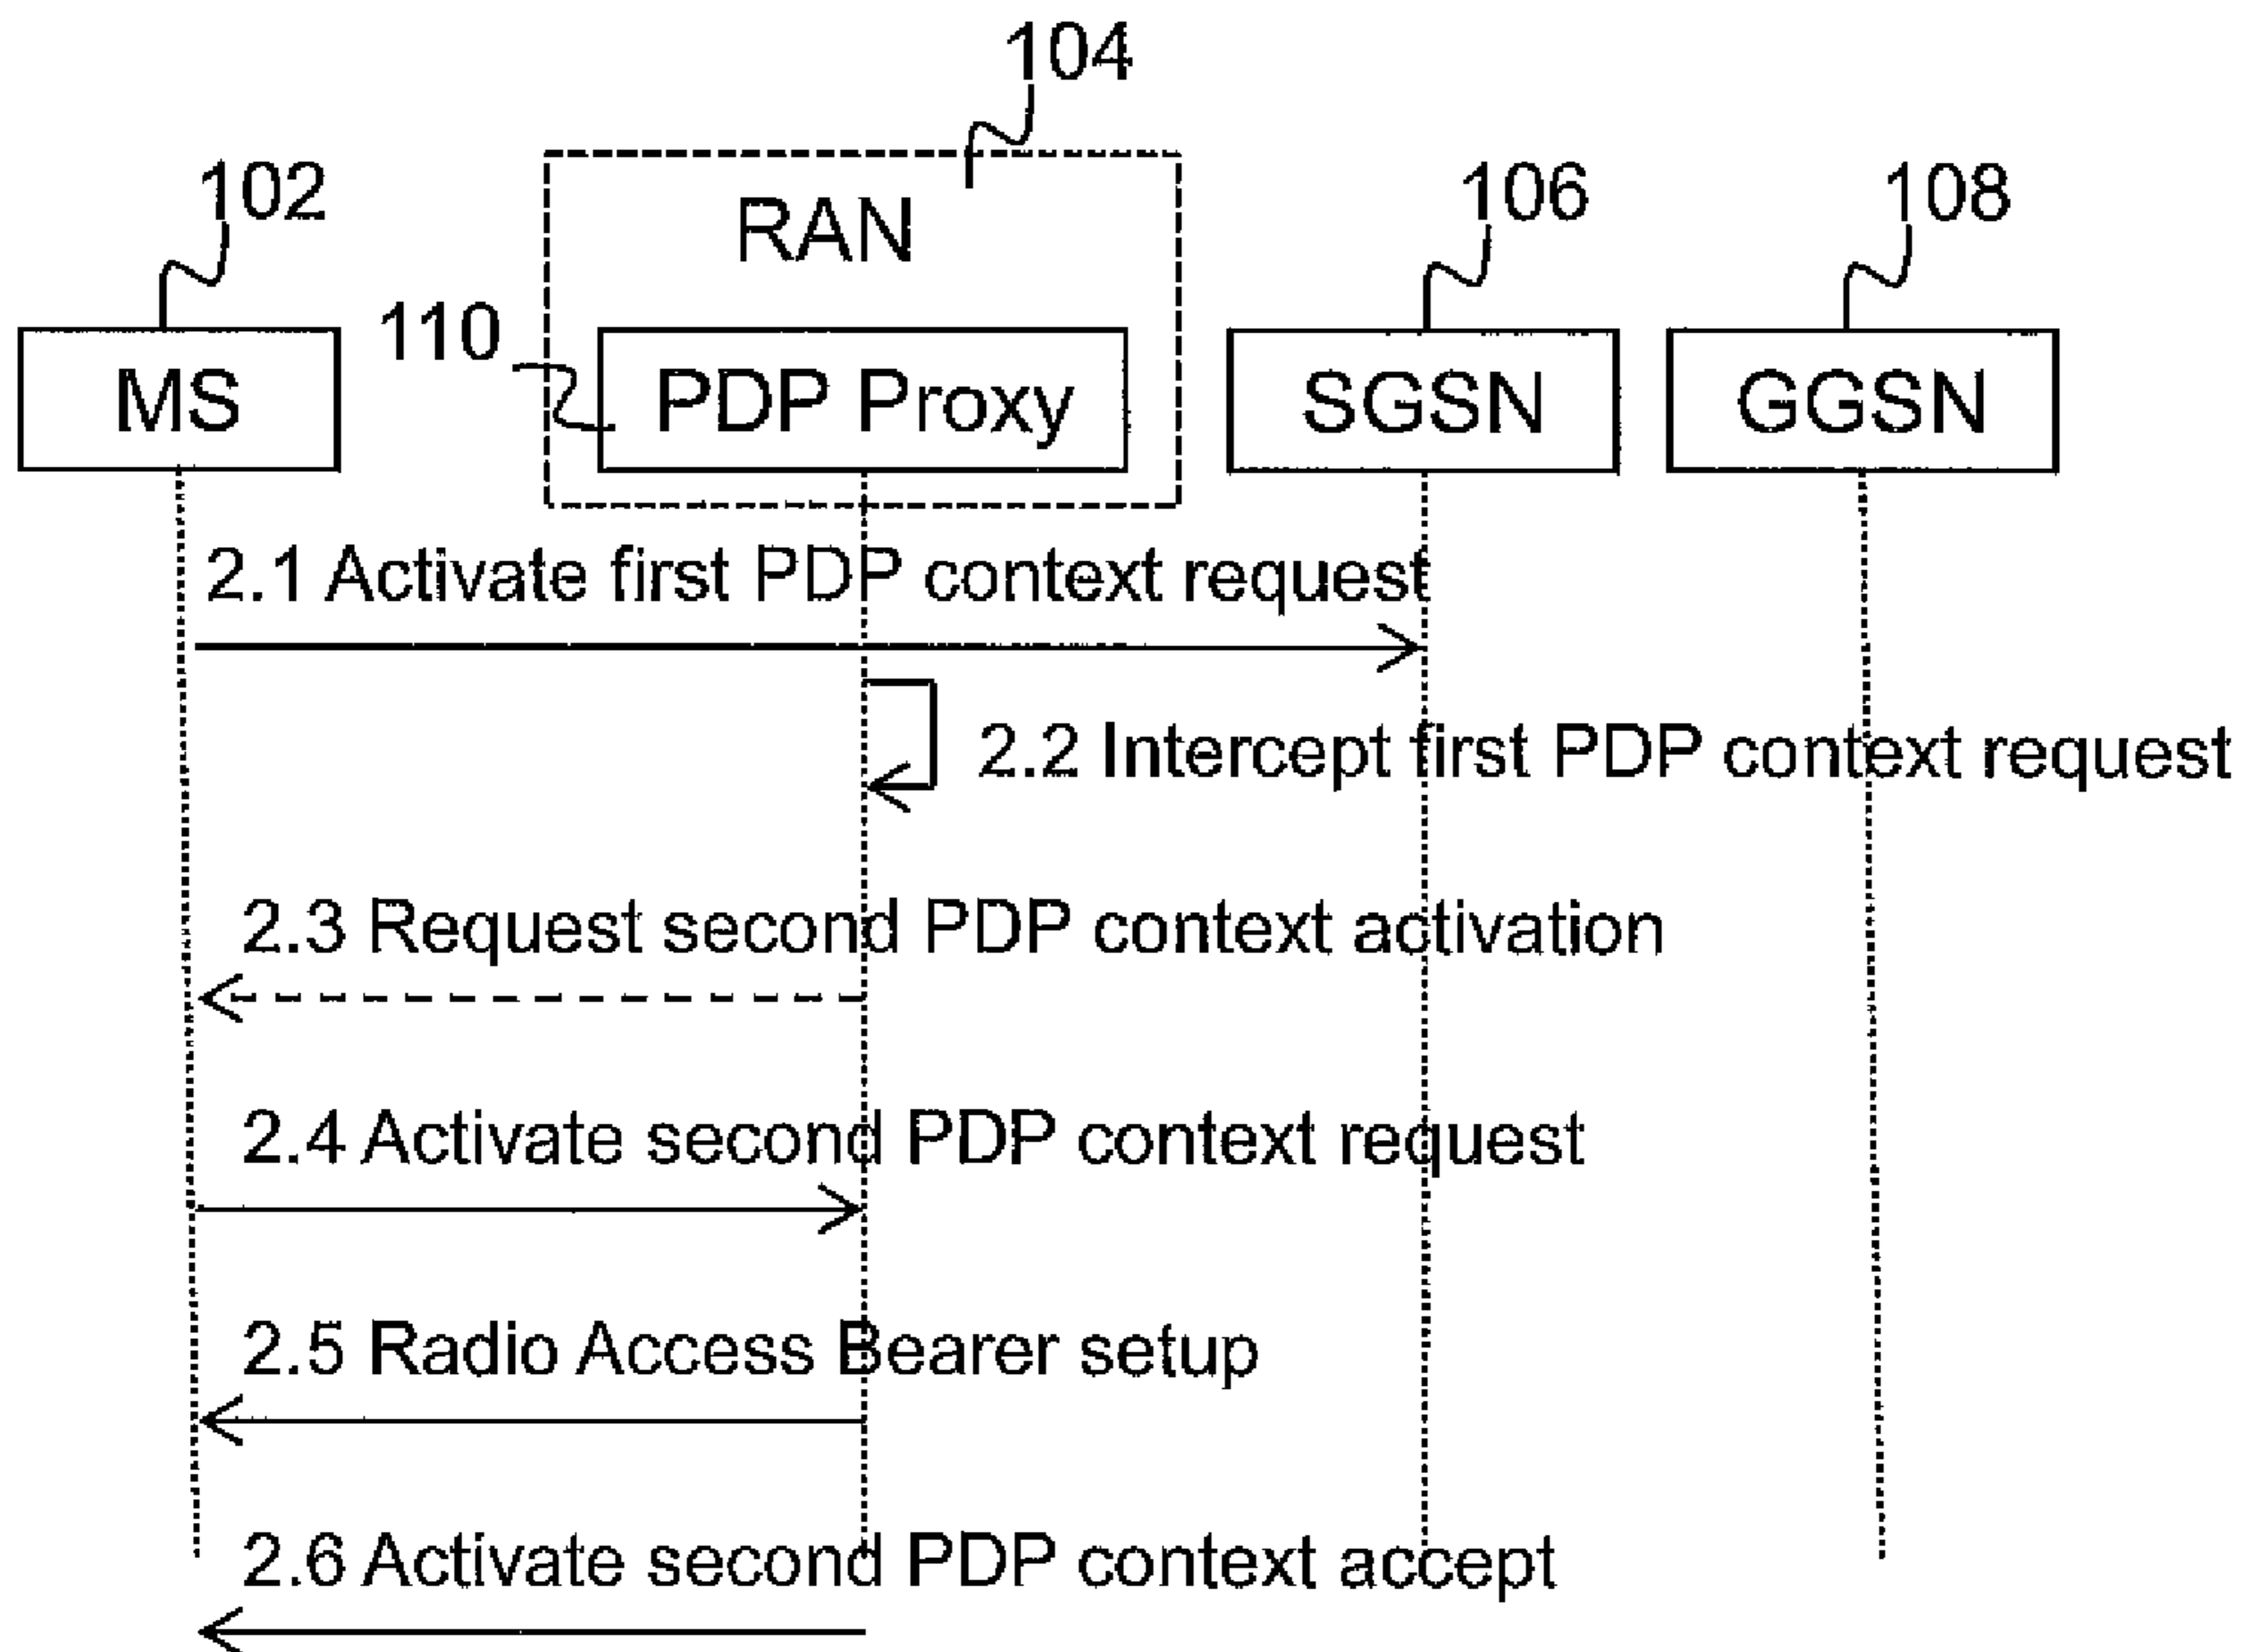 104
102
RAN
106
108
110
MS
PDP Proxy
SGSN
GGSN
2.1 Activate first PDP context request
2.2 Intercept first PDP context request
2.3 Request second PDP context activation
2.4 Activate second PDP context request
2.5 Radio Access Bearer setup
2.6 Activate second PDP context accept